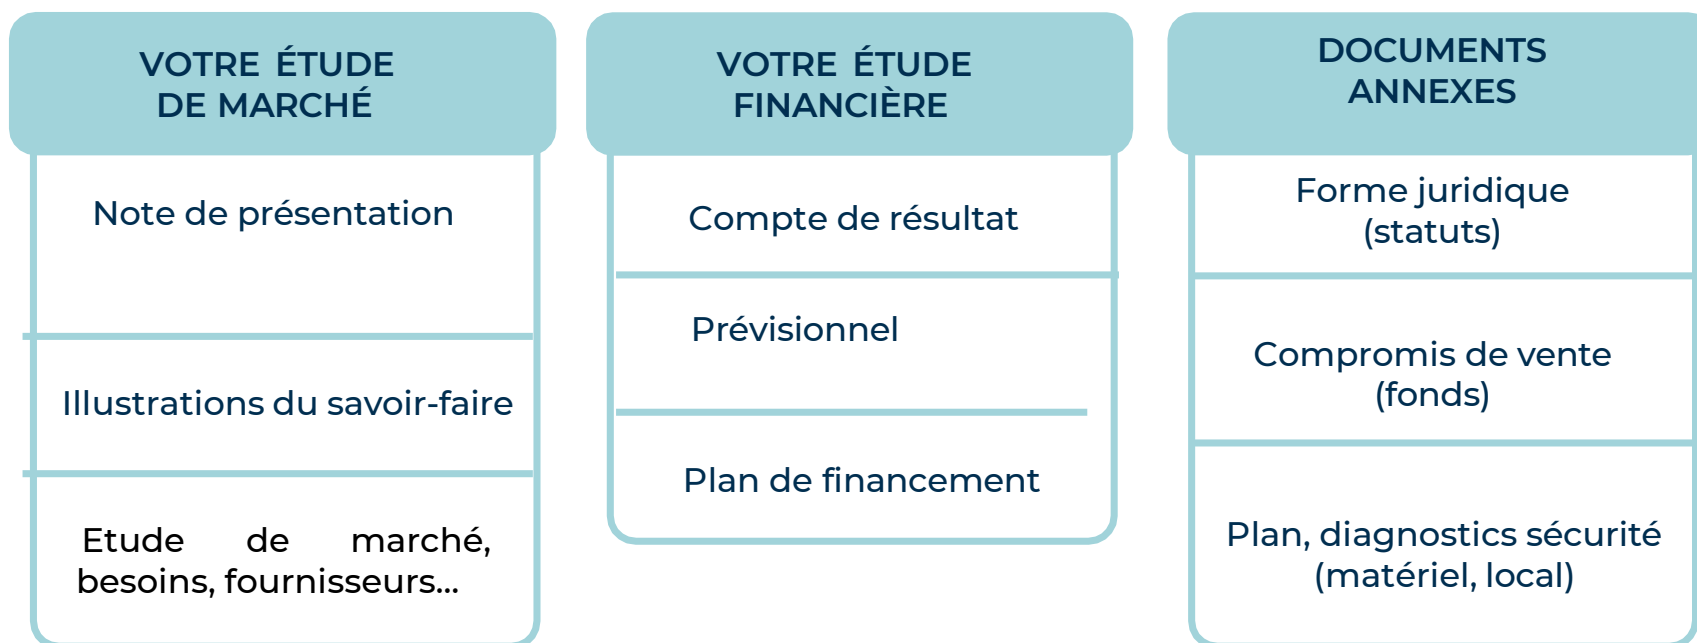 VOTRE ÉTUDE
DE MARCHÉ
Note de présentation
Illustrations du savoir-faire
Etude de marché,
besoins, fournisseurs...
VOTRE ÉTUDE
FINANCIÈRE
Compte de résultat
Prévisionnel
Plan de financement
DOCUMENTS
ANNEXES
Forme juridique
(statuts)
Compromis de vente
(fonds)
Plan, diagnostics sécurité
(matériel, local)